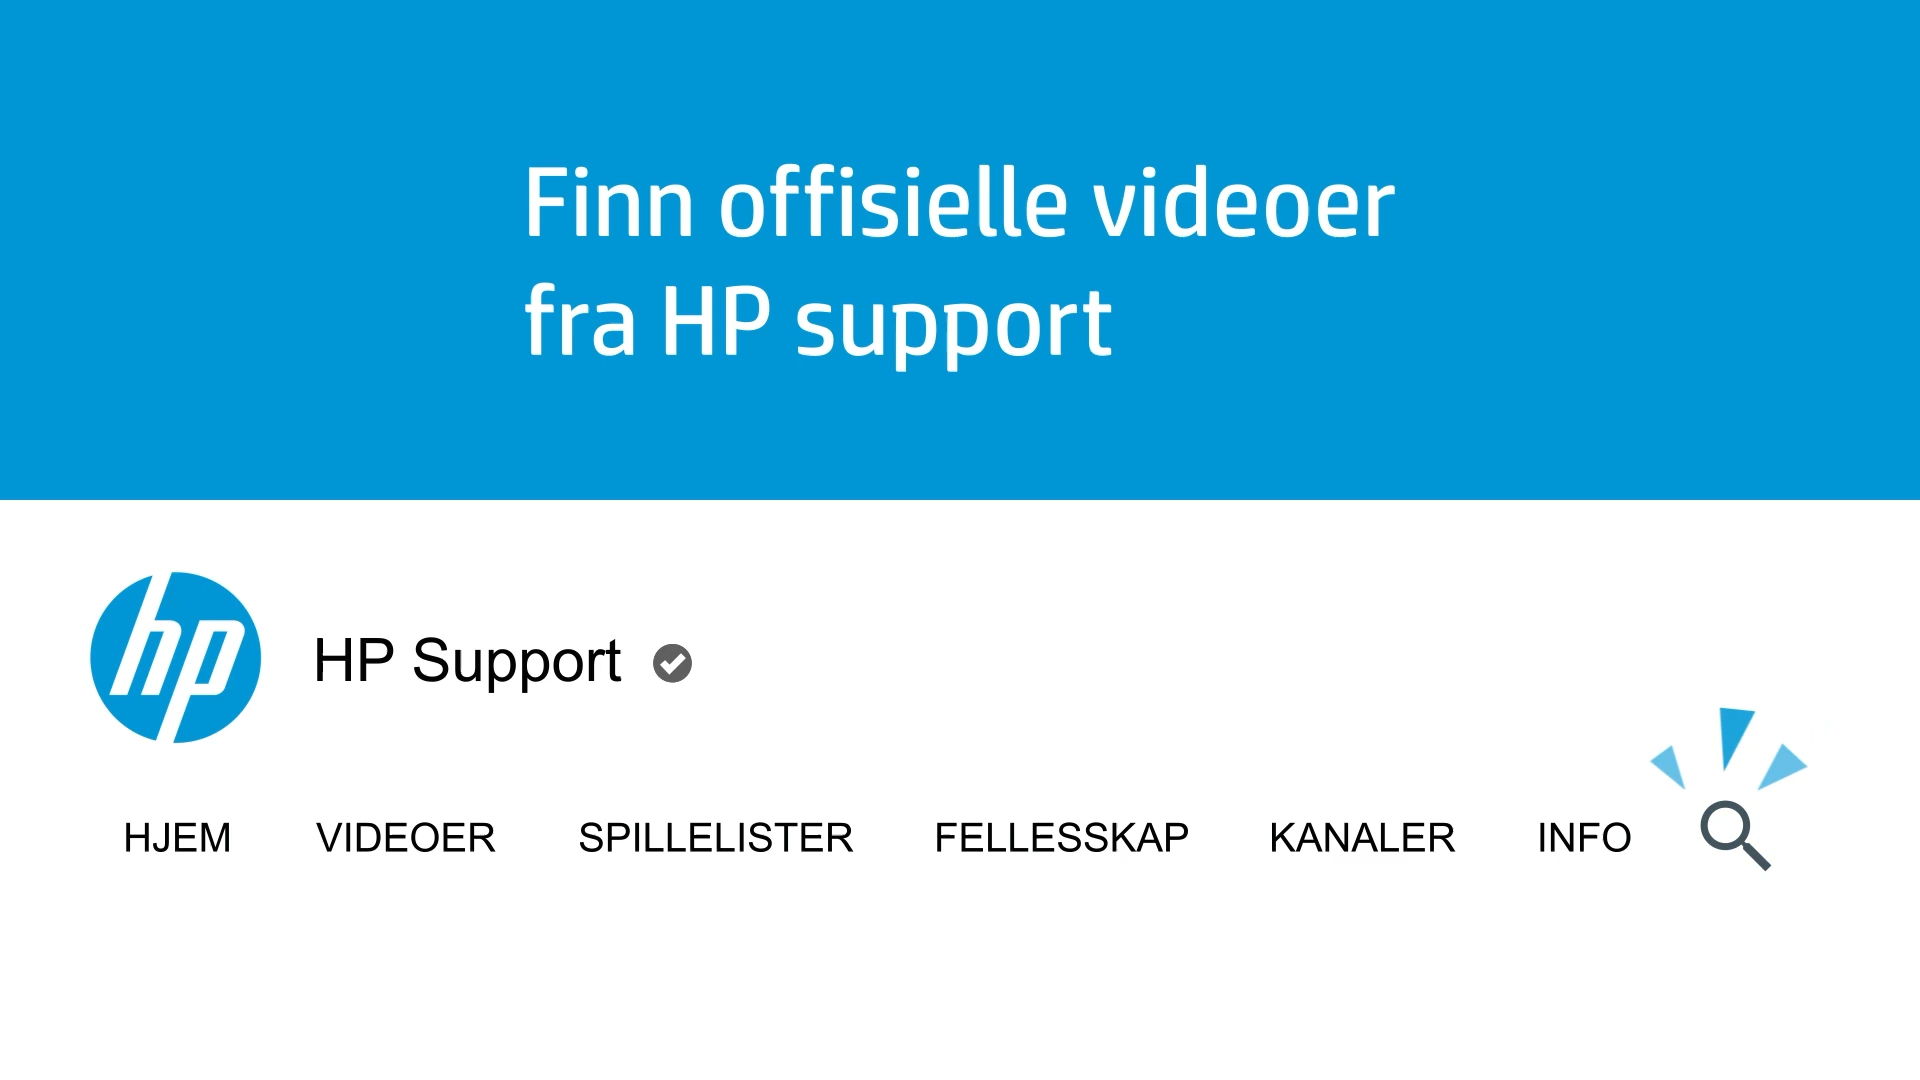 Finn offisielle videoer
fra HP support
hp
HP Support
HJEM VIDEOER SPILLELISTER FELLESSKAP KANALER INFO